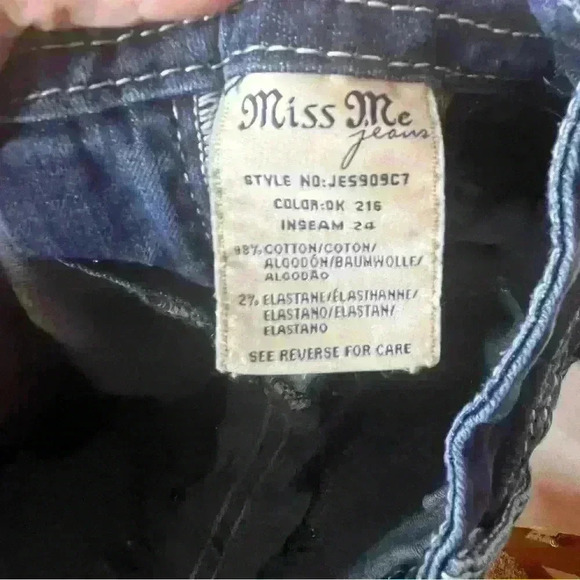 Miss Me
jeans
STYLE NO:JE5909C7
COLOR:DK 216
INSEAM 24
98% COTTON/COTON/
ALGODÓN/BAUMWOLLE/
ALGODÃO
2% ELASTANE/ÉLASTHANNE/
ELASTANO/ELASTAN/
ELASTANO
SEE REVERSE FOR CARE